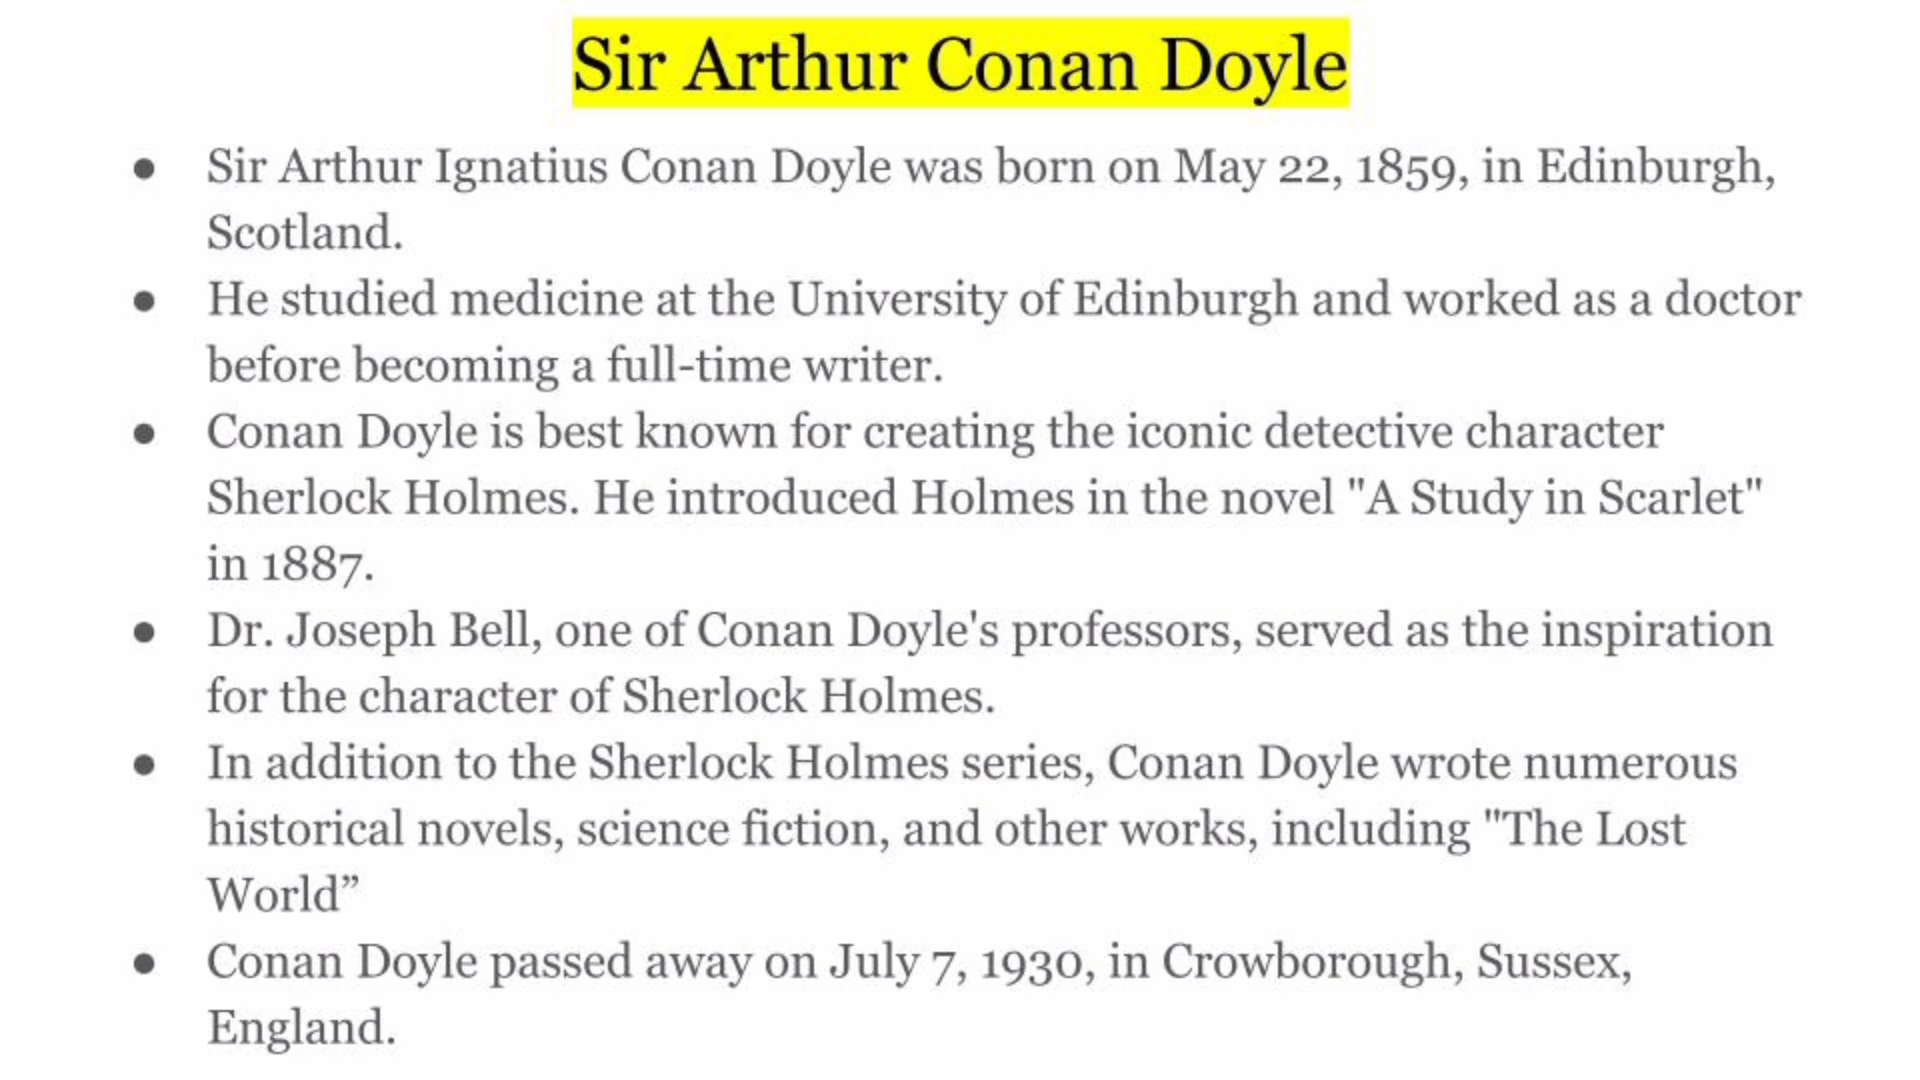 Sir Arthur Conan Doyle
● Sir Arthur Ignatius Conan Doyle was born on May 22, 1859, in Edinburgh,
Scotland.
● He studied medicine at the University of Edinburgh and worked as a doctor
before becoming a full-time writer.
● Conan Doyle is best known for creating the iconic detective character
Sherlock Holmes. He introduced Holmes in the novel "A Study in Scarlet"
in 1887.
● Dr. Joseph Bell, one of Conan Doyle's professors, served as the inspiration
for the character of Sherlock Holmes.
● In addition to the Sherlock Holmes series, Conan Doyle wrote numerous
historical novels, science fiction, and other works, including "The Lost
World”
● Conan Doyle passed away on July 7, 1930, in Crowborough, Sussex,
England.